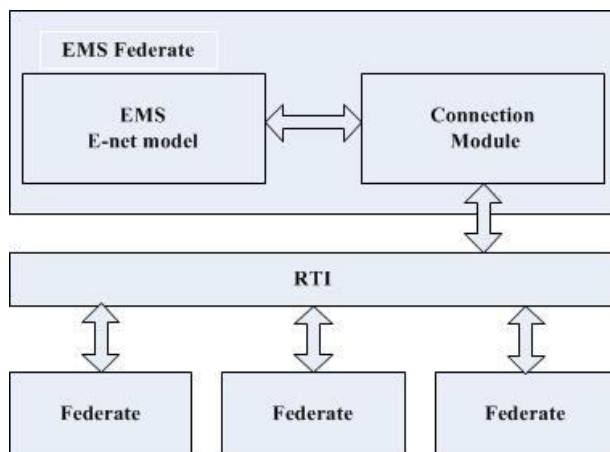 EMS Federate
EMS
E-net model
Connection
Module
RTI
Federate
Federate
Federate